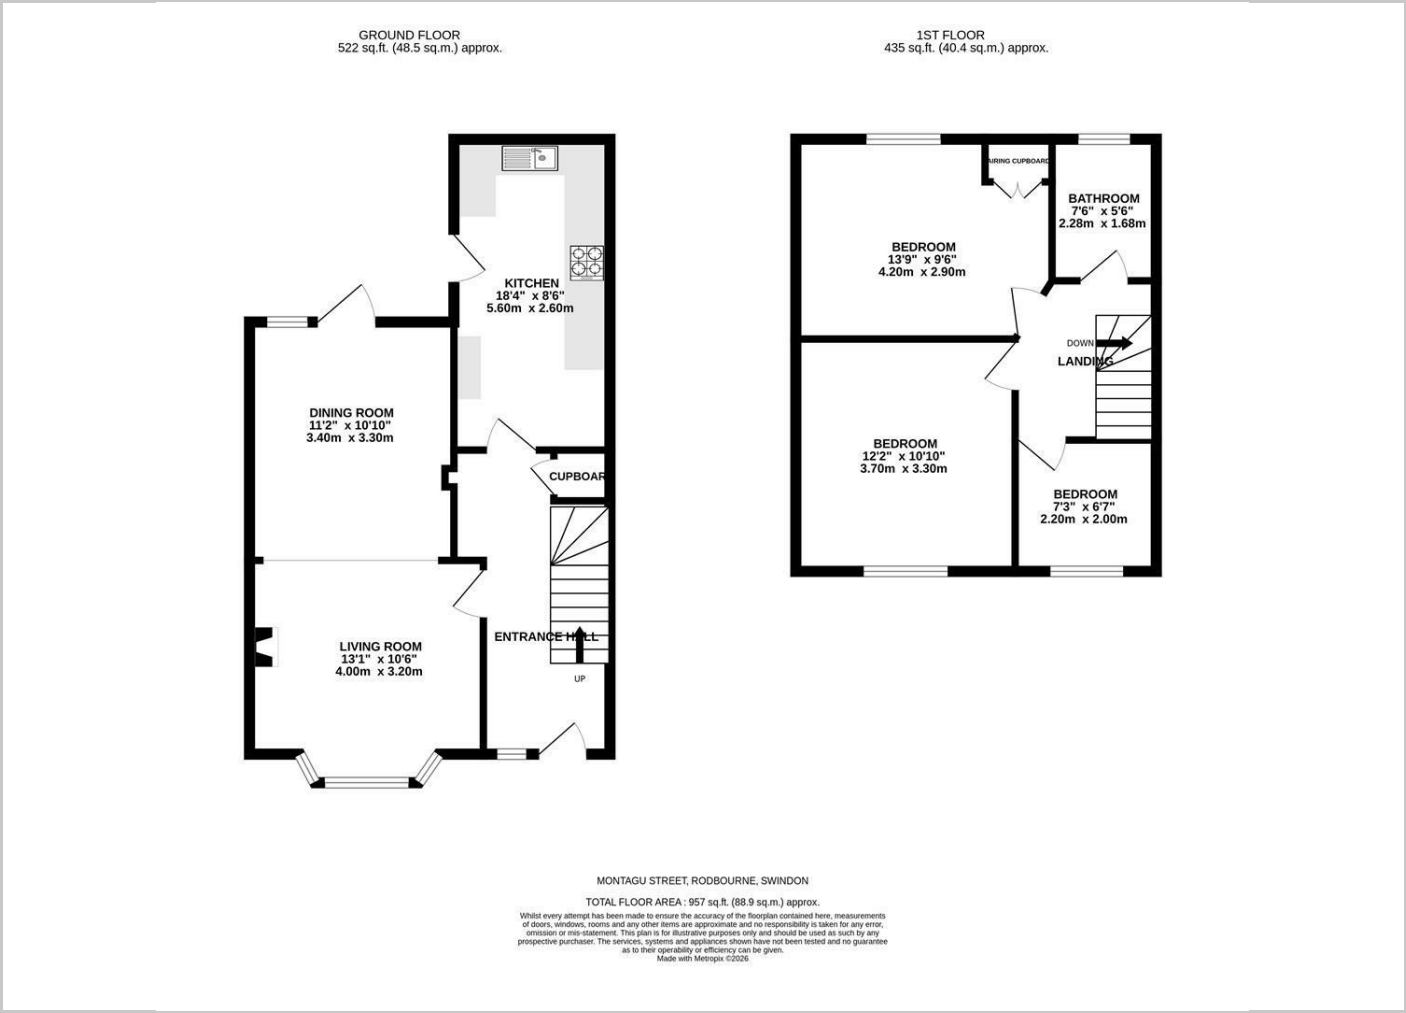 GROUND FLOOR
522 sq.ft. (48.5 sq.m.) approx.
1ST FLOOR
435 sq.ft. (40.4 sq.m.) approx.
KITCHEN
18'4" x 8'6"
5.60m x 2.60m
DINING ROOM
11'2" x 10'10"
3.40m x 3.30m
CUPBOAR
LIVING ROOM
13'1" x 10'6"
4.00m x 3.20m
ENTRANCE HALL
UP
AIRING CUPBOARD
BATHROOM
7'6" x 5'6"
2.28m x 1.68m
BEDROOM
13'9" x 9'6"
4.20m x 2.90m
DOWN
LANDING
BEDROOM
12'2" x 10'10"
3.70m x 3.30m
BEDROOM
7'3" x 6'7"
2.20m x 2.00m
MONTAGU STREET, RODBOURNE, SWINDON
TOTAL FLOOR AREA : 957 sq.ft. (88.9 sq.m.) approx.
Whilst every attempt has been made to ensure the accuracy of the floorplan contained here, measurements
of doors, windows, rooms and any other items are approximate and no responsibility is taken for any error,
omission or mis-statement. This plan is for illustrative purposes only and should be used as such by any
prospective purchaser. The services, systems and appliances shown have not been tested and no guarantee
as to their operability or efficiency can be given.
Made with Metropix ©2026